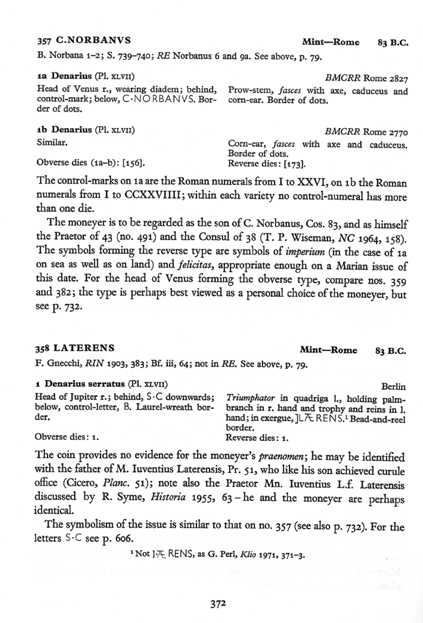 357 C.NORBANVS Mint—Rome 83 B.C.
B. Norbana 1–2; S. 739–740; RE Norbanus 6 and 9a. See above, p. 79.
1a Denarius (Pl. XLVII) BMCRR Rome 2827
Head of Venus r., wearing diadem; behind,
control-mark; below, C·NORBANVS. Bor-
der of dots.
Prow-stem, fasces with axe, caduceus and
corn-ear. Border of dots.
1b Denarius (Pl. XLVII) BMCRR Rome 2770
Similar.
Corn-ear, fasces with axe and caduceus.
Border of dots.
Obverse dies (1a–b): [156]. Reverse dies: [173].
The control-marks on 1a are the Roman numerals from I to XXVI, on 1b the Roman
numerals from I to CCXXVIIII; within each variety no control-numeral has more
than one die.
The moneyer is to be regarded as the son of C. Norbanus, Cos. 83, and as himself
the Praetor of 43 (no. 491) and the Consul of 38 (T. P. Wiseman, NC 1964, 158).
The symbols forming the reverse type are symbols of imperium (in the case of 1a
on sea as well as on land) and felicitas, appropriate enough on a Marian issue of
this date. For the head of Venus forming the obverse type, compare nos. 359
and 382; the type is perhaps best viewed as a personal choice of the moneyer, but
see p. 732.
358 LATERENS Mint—Rome 83 B.C.
F. Gnecchi, RIN 1903, 383; Bf. iii, 64; not in RE. See above, p. 79.
1 Denarius serratus (Pl. XLVII) Berlin
Head of Jupiter r.; behind, S·C downwards;
below, control-letter, B. Laurel-wreath bor-
der.
Triumphator in quadriga l., holding palm-
branch in r. hand and trophy and reins in l.
hand; in exergue, ]L RENS.¹ Bead-and-reel
border.
Obverse dies: 1. Reverse dies: 1.
The coin provides no evidence for the moneyer's praenomen; he may be identified
with the father of M. Iuventius Laterensis, Pr. 51, who like his son achieved curule
office (Cicero, Planc. 51); note also the Praetor Mn. Iuventius L.f. Laterensis
discussed by R. Syme, Historia 1955, 63 – he and the moneyer are perhaps
identical.
The symbolism of the issue is similar to that on no. 357 (see also p. 732). For the
letters S·C see p. 606.
¹ Not ] RENS, as G. Perl, Klio 1971, 371–3.
372